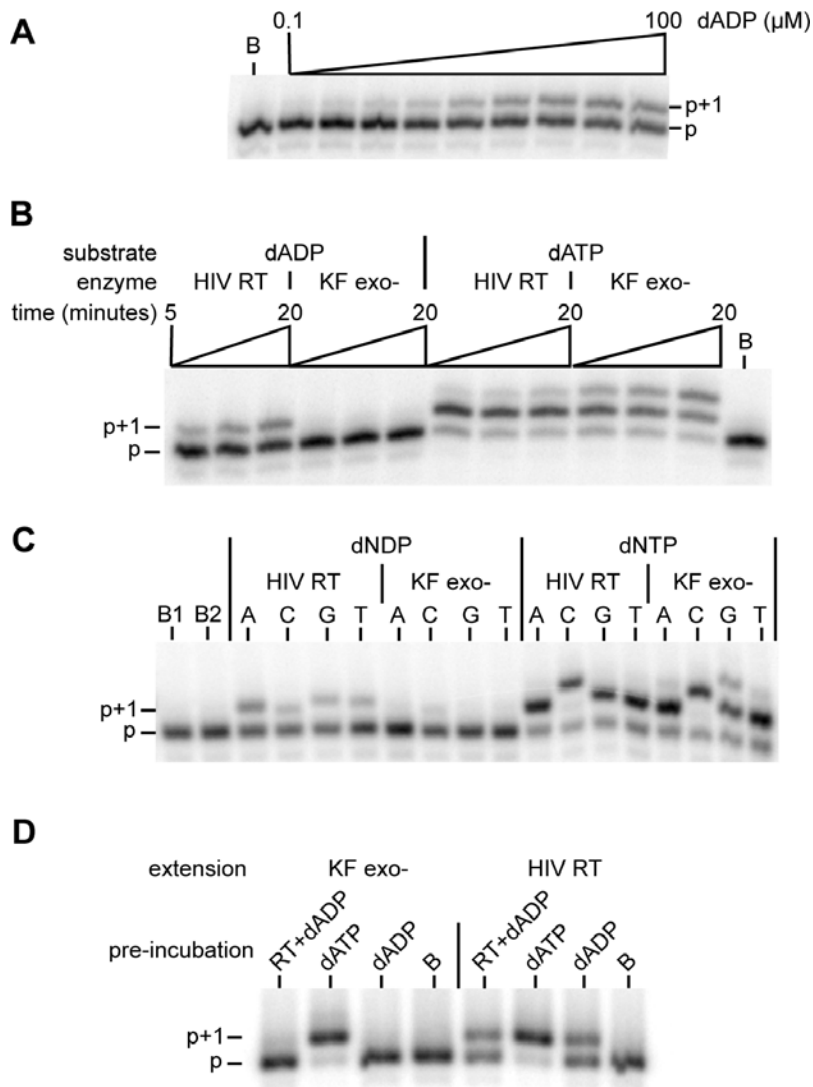 A
0.1 100 dADP (µM)
B
p+1
p
B
substrate dADP dATP
enzyme HIV RT KF exo- HIV RT KF exo-
time (minutes) 5 20 20 20 20
B
p+1
p
C
dNDP dNTP
HIV RT KF exo- HIV RT KF exo-
B1 B2 A C G T A C G T A C G T A C G T
p+1
p
D
extension KF exo- HIV RT
pre-incubation RT+dADP dATP dADP B RT+dADP dATP dADP B
p+1
p